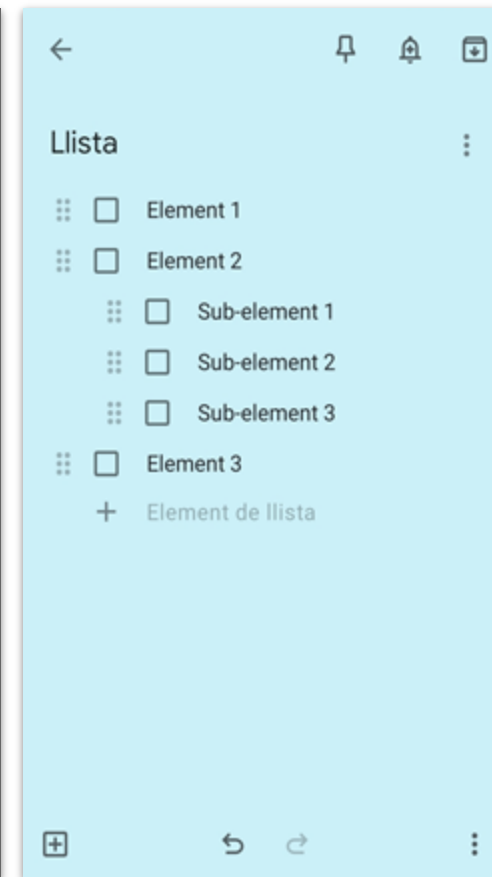 Llista
Element 1
Element 2
Sub-element 1
Sub-element 2
Sub-element 3
Element 3
Element de llista